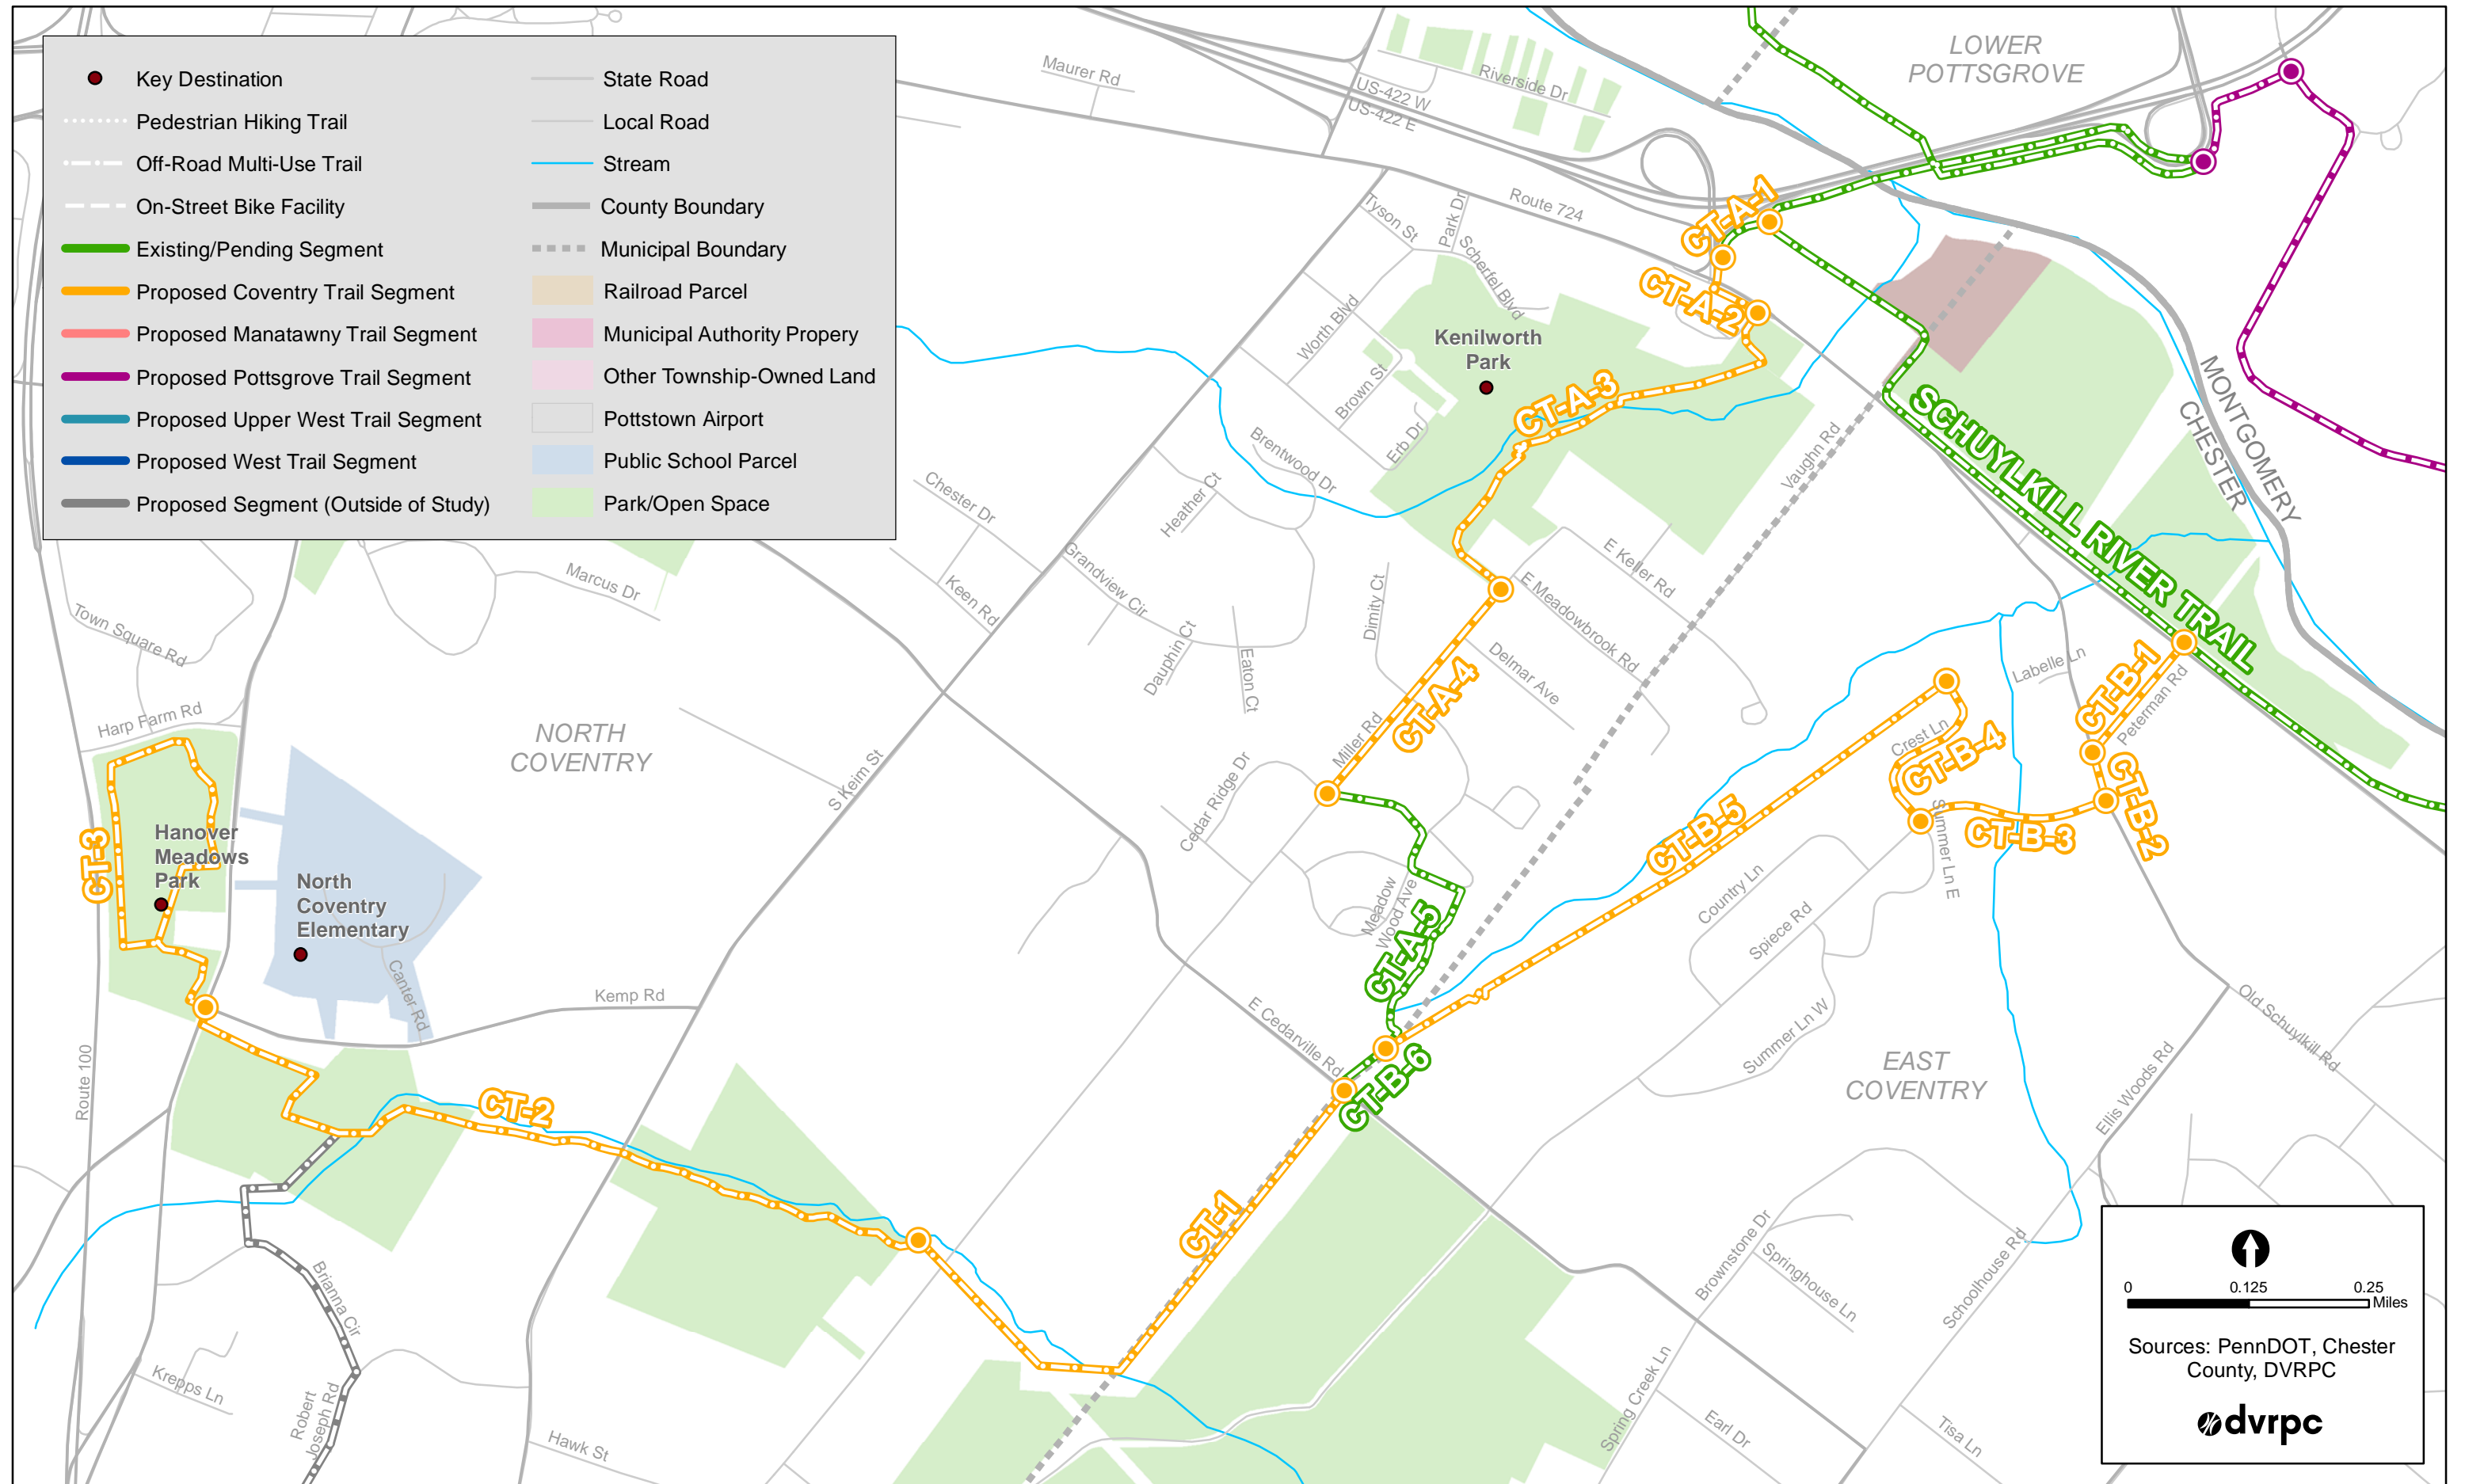 Key Destination
Pedestrian Hiking Trail
Off-Road Multi-Use Trail
On-Street Bike Facility
Existing/Pending Segment
Proposed Coventry Trail Segment
Proposed Manatawny Trail Segment
Proposed Pottsgrove Trail Segment
Proposed Upper West Trail Segment
Proposed West Trail Segment
Proposed Segment (Outside of Study)
State Road
Local Road
Stream
County Boundary
Municipal Boundary
Railroad Parcel
Municipal Authority Propery
Other Township-Owned Land
Pottstown Airport
Public School Parcel
Park/Open Space
Maurer Rd
US-422 W
US-422 E
Riverside Dr
LOWER
POTTSGROVE
Route 724
Tyson St
Park Dr
Scherfel Blvd
CT-A-1
CT-A-2
Worth Blvd
Kenilworth
Park
Brown St
CT-A-3
Erb Dr
Brentwood Dr
Vaughn Rd
MONTGOMERY
CHESTER
SCHUYLKILL RIVER TRAIL
Chester Dr
Heather Ct
Grandview Cir
Keen Rd
Marcus Dr
Town Square Rd
Dauphin Ct
Eaton Ct
Dimity Ct
E Keller Rd
E Meadowbrook Rd
Delmar Ave
CT-A-4
Miller Rd
Labelle Ln
CT-B-1
Peterman Rd
CT-B-2
Crest Ln
CT-B-4
CT-B-3
Summer Ln E
CT-B-5
Harp Farm Rd
NORTH
COVENTRY
S Keim St
Cedar Ridge Dr
Hanover
Meadows
Park
CT-3
North
Coventry
Elementary
Canter Rd
Kemp Rd
Meadow
Wood Ave
CT-A-5
Country Ln
Spiece Rd
Summer Ln W
E Cedarville Rd
CT-B-6
EAST
COVENTRY
Old Schuylkill Rd
Ellis Woods Rd
Route 100
CT-2
CT-1
Brianna Cir
Krepps Ln
Robert
Joseph Rd
Hawk St
Brownstone Dr
Springhouse Ln
Schoolhouse Rd
Spring Creek Ln
Earl Dr
Tisa Ln
0 0.125 0.25
Miles
Sources: PennDOT, Chester
County, DVRPC
dvrpc